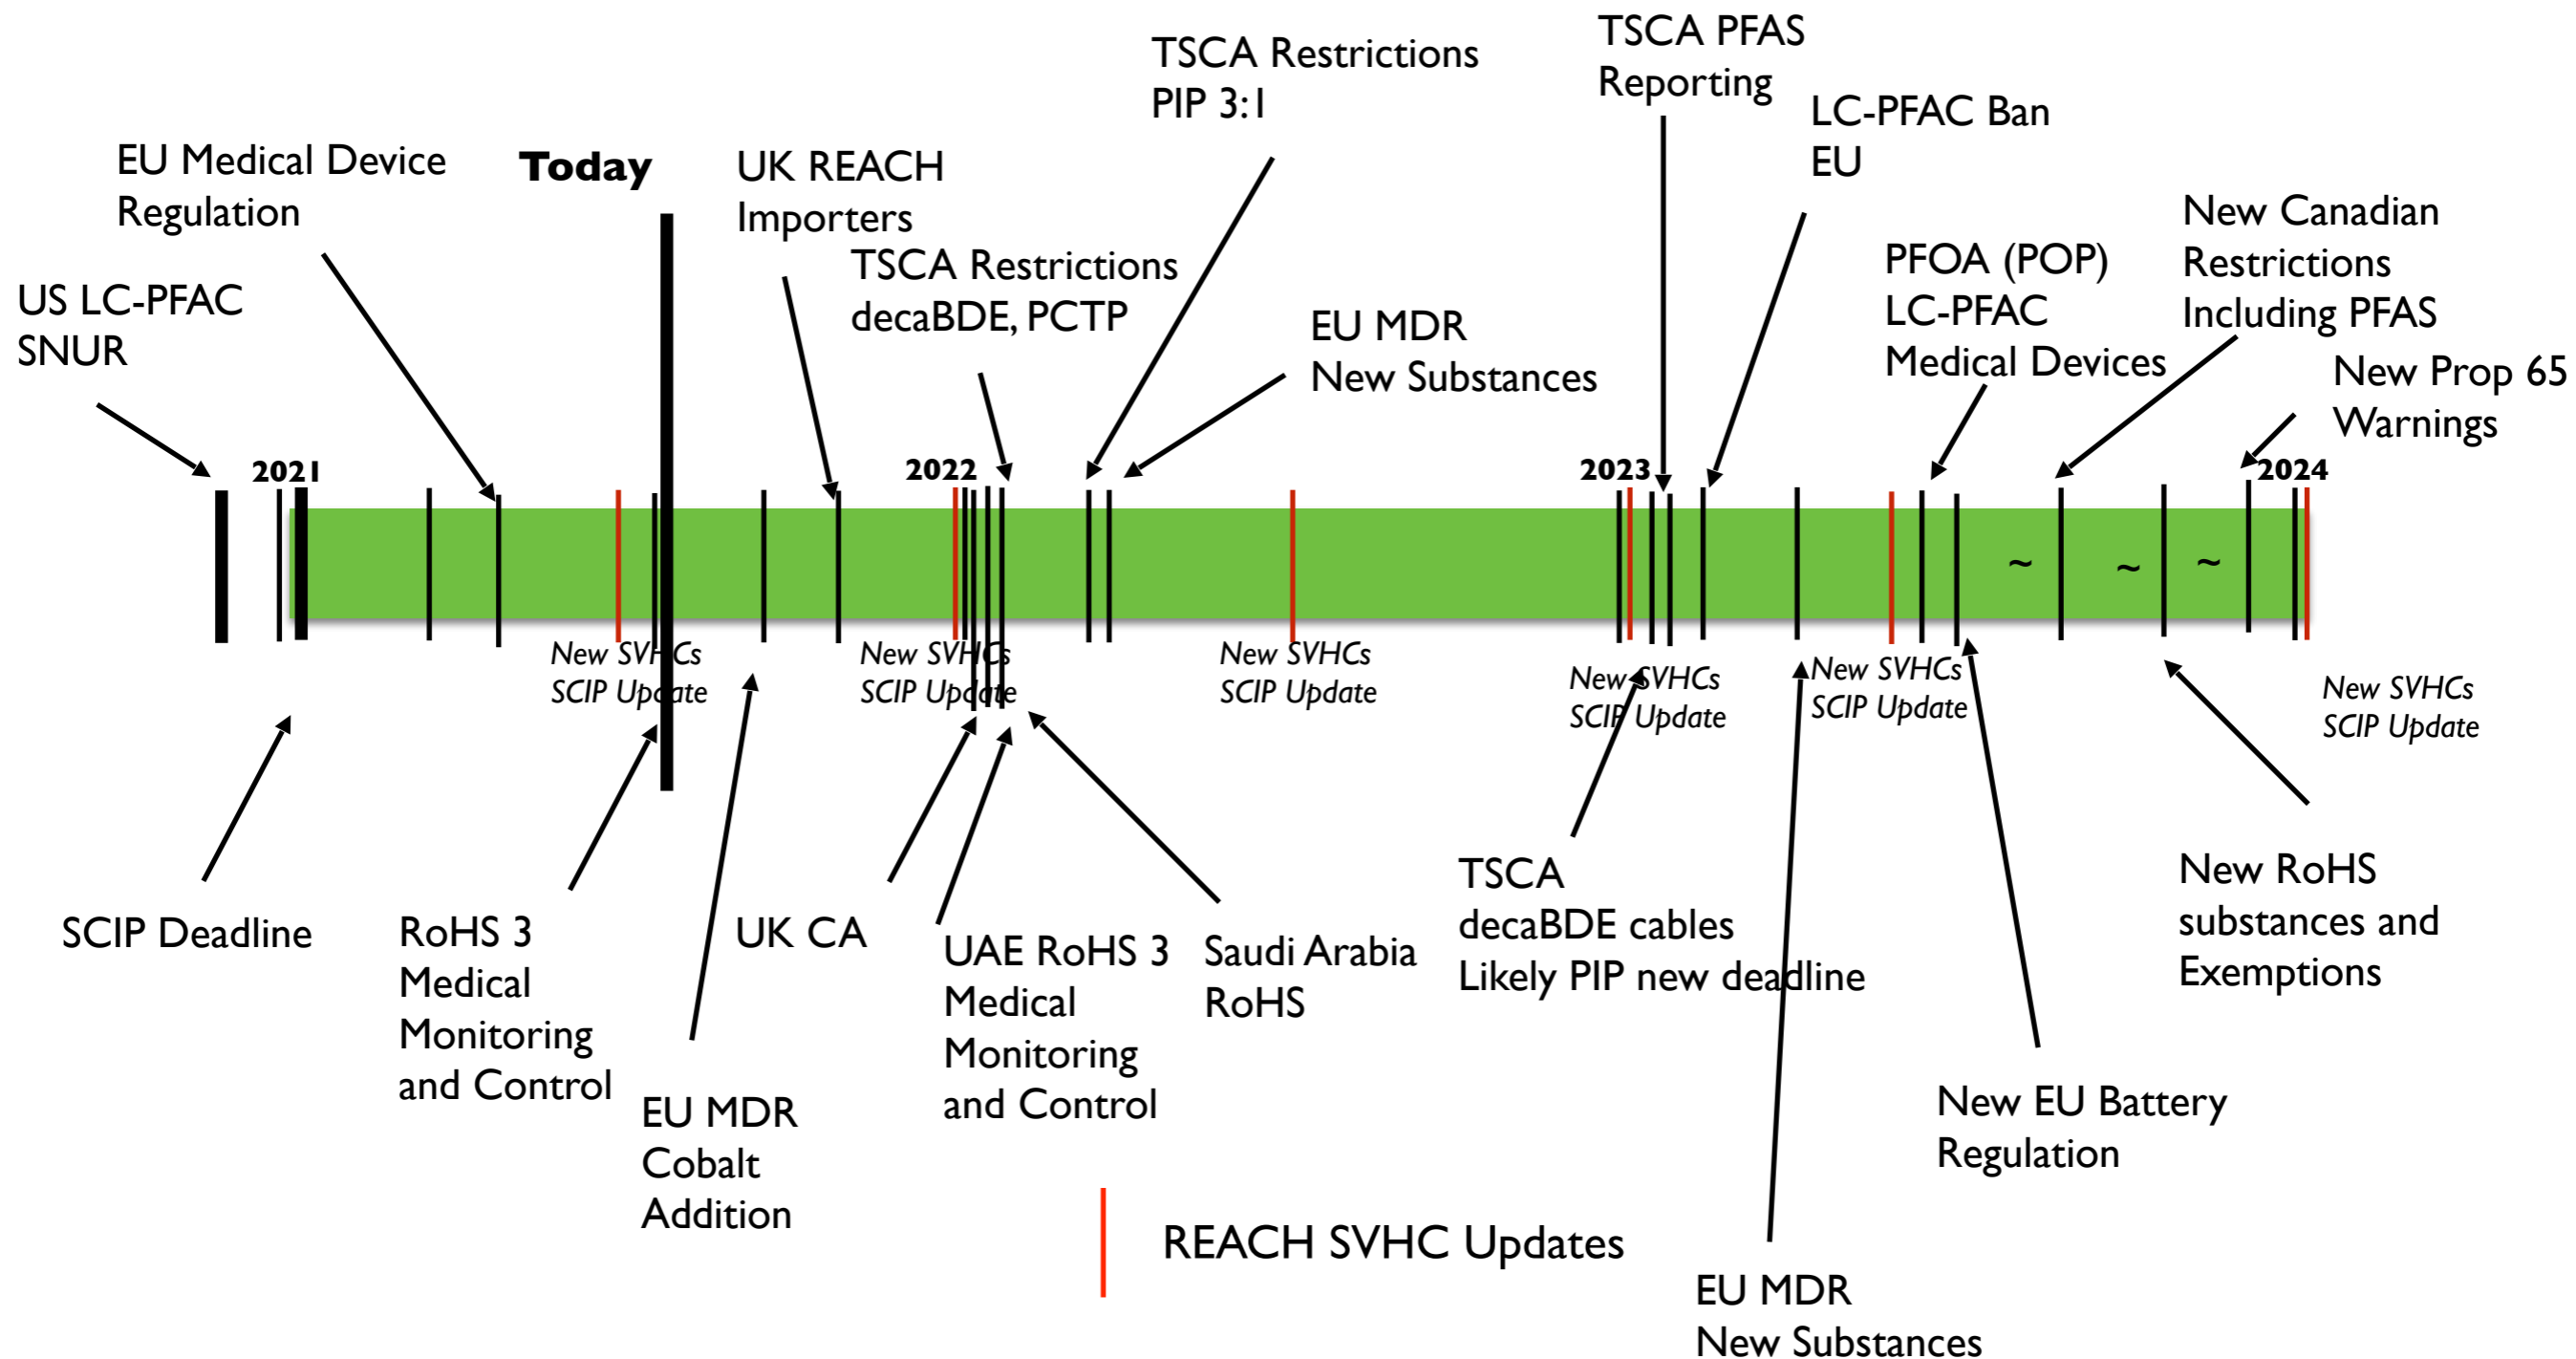 TSCA PFAS
Reporting
TSCA Restrictions
PIP 3:1
LC-PFAC Ban
EU
EU Medical Device
Regulation
Today
UK REACH
Importers
New Canadian
Restrictions
Including PFAS
TSCA Restrictions
decaBDE, PCTP
PFOA (POP)
LC-PFAC
Medical Devices
US LC-PFAC
SNUR
EU MDR
New Substances
New Prop 65
Warnings
2021
2022
2023
2024
~
~
~
New SVHCs
SCIP Update
New SVHCs
SCIP Update
New SVHCs
SCIP Update
New SVHCs
SCIP Update
New SVHCs
SCIP Update
New SVHCs
SCIP Update
SCIP Deadline
RoHS 3
Medical
Monitoring
and Control
EU MDR
Cobalt
Addition
UK CA
UAE RoHS 3
Medical
Monitoring
and Control
Saudi Arabia
RoHS
TSCA
decaBDE cables
Likely PIP new deadline
New RoHS
substances and
Exemptions
New EU Battery
Regulation
REACH SVHC Updates
EU MDR
New Substances